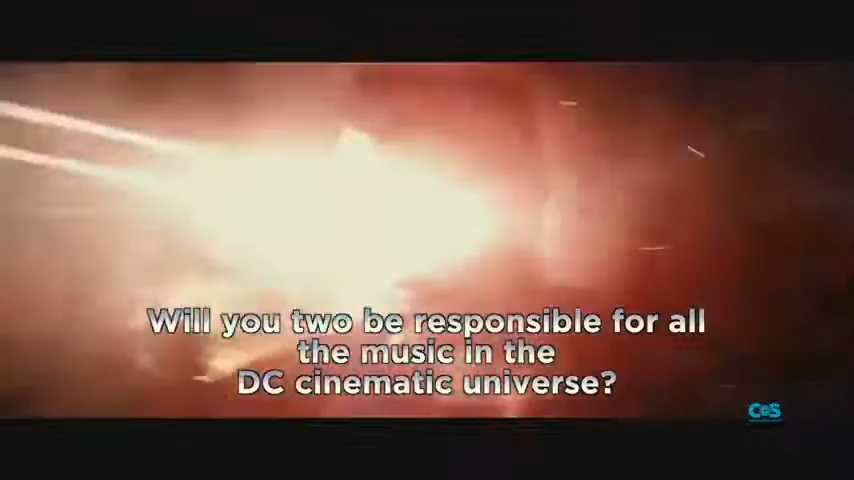 Will you two be responsible for all
the music in the
DC cinematic universe?
CoS